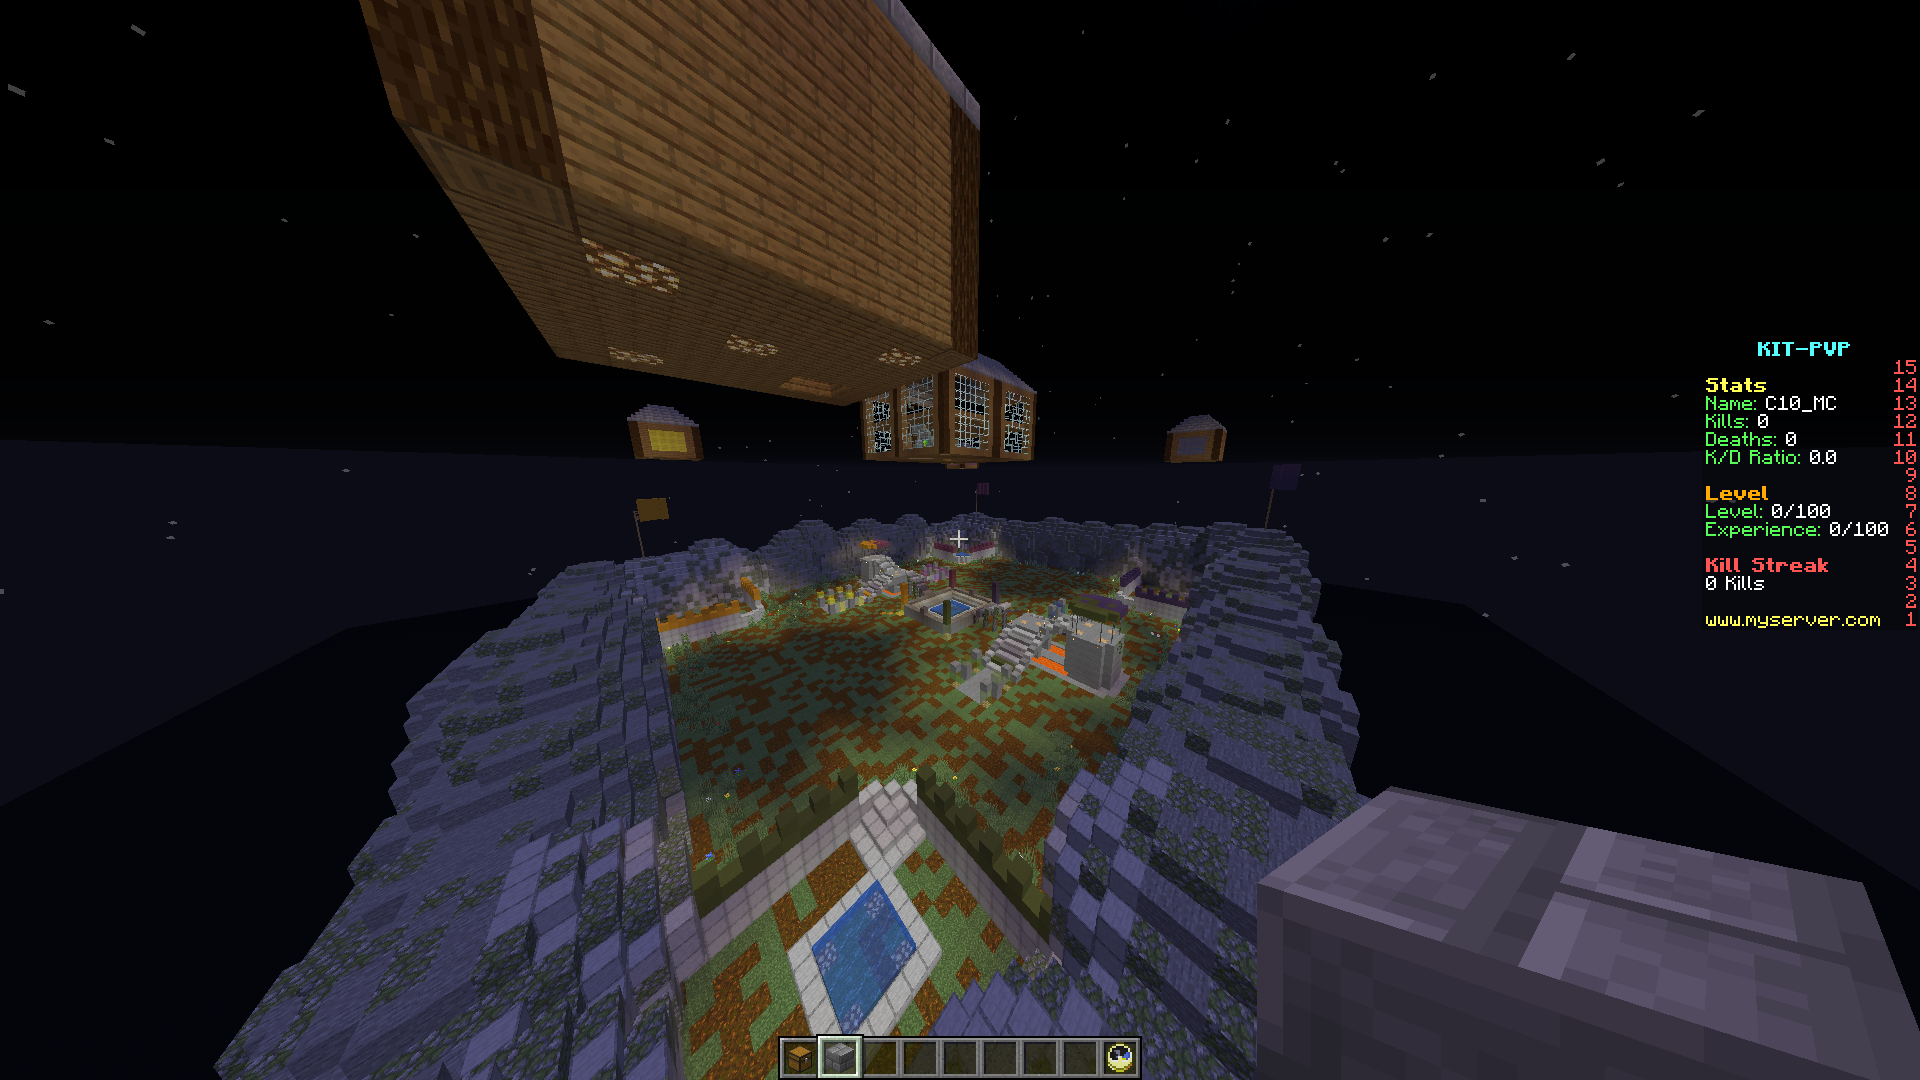 KIT-PVP
15
Stats 14
Name: C10_MC 13
Kills: 0 12
Deaths: 0 11
K/D Ratio: 0.0 10
9
Level 8
Level: 0/100 7
Experience: 0/100 6
5
Kill Streak 4
0 Kills 3
2
www.myserver.com 1